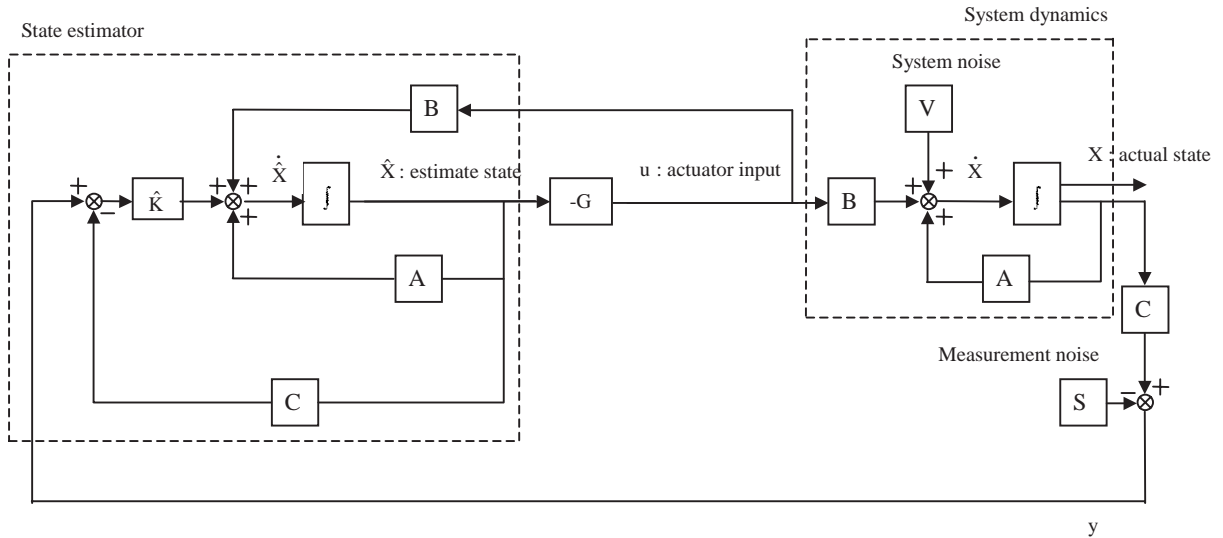 System dynamics
State estimator
System noise
B
V
Ẋ̂
X̂ : estimate state
u : actuator input
+
Ẋ
X : actual state
+
−
K̂
+
+
+
∫
-G
B
+
+
∫
A
A
C
Measurement noise
C
S
−
+
y